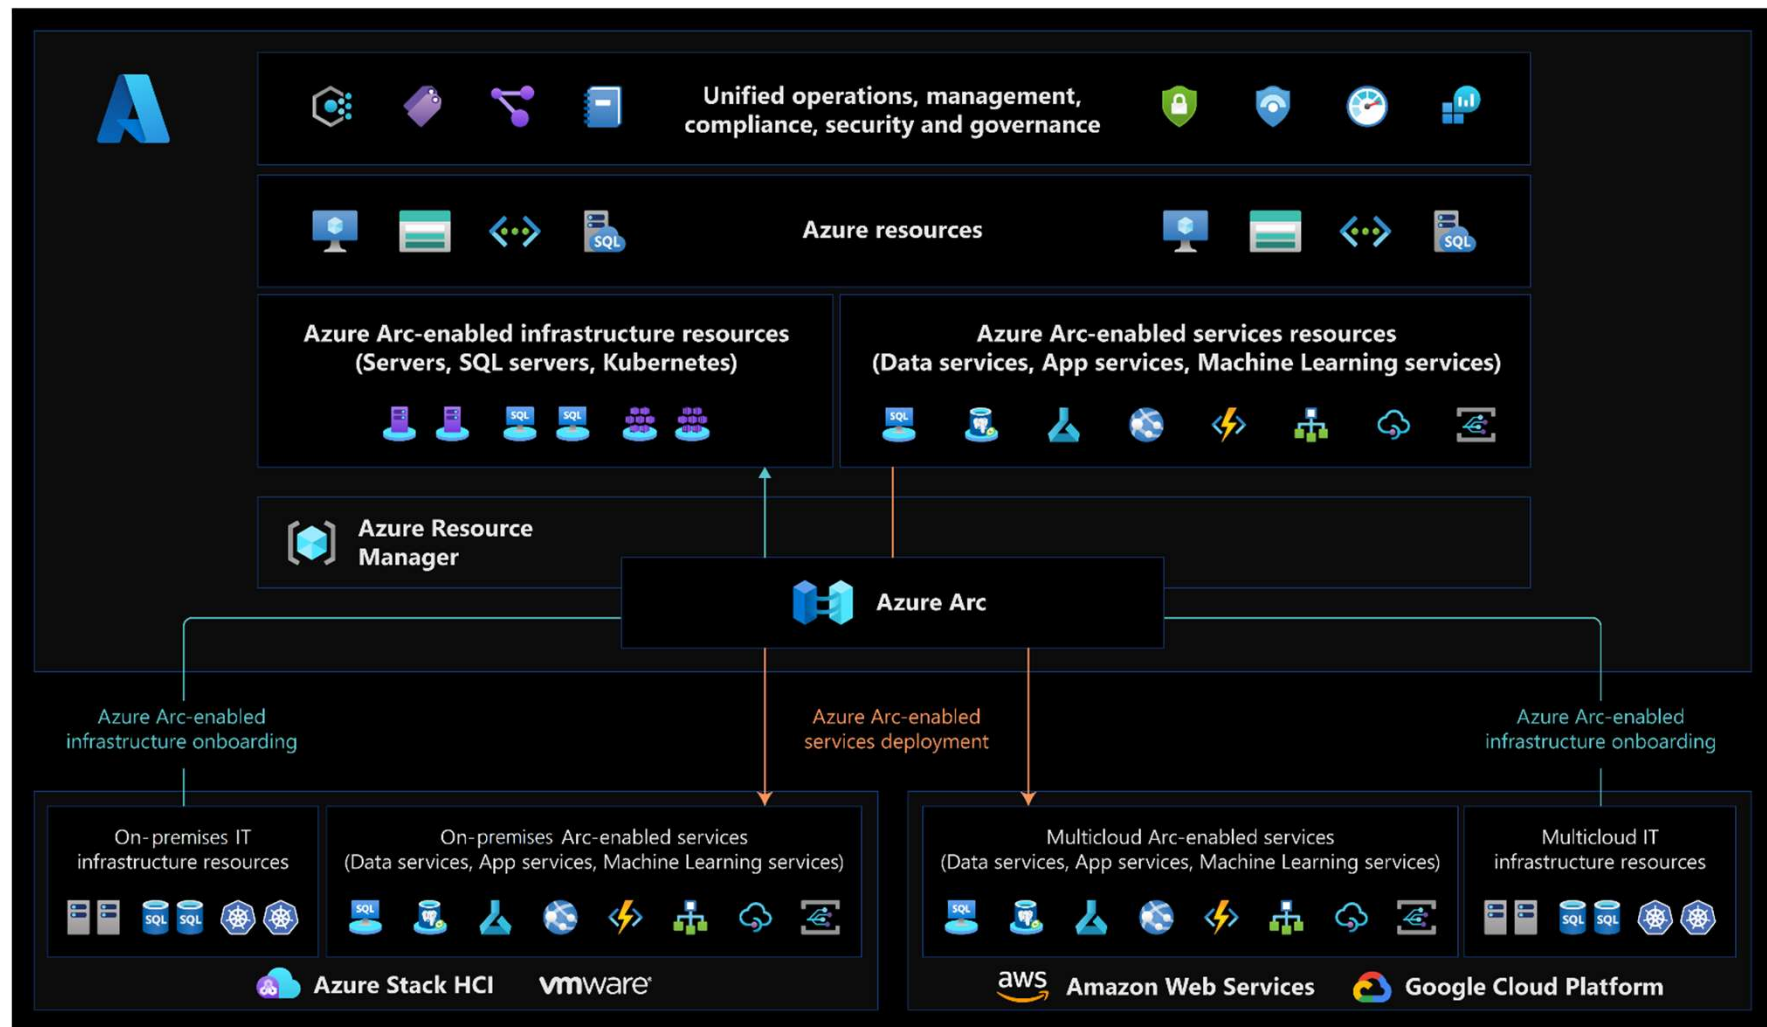 Unified operations, management,
compliance, security and governance
SQL
Azure resources
SQL
Azure Arc-enabled infrastructure resources
(Servers, SQL servers, Kubernetes)
SQL
SQL
Azure Arc-enabled services resources
(Data services, App services, Machine Learning services)
SQL
Azure Resource
Manager
Azure Arc
Azure Arc-enabled
infrastructure onboarding
Azure Arc-enabled
services deployment
Azure Arc-enabled
infrastructure onboarding
On-premises IT
infrastructure resources
SQL
SQL
On-premises Arc-enabled services
(Data services, App services, Machine Learning services)
SQL
Multicloud Arc-enabled services
(Data services, App services, Machine Learning services)
SQL
Multicloud IT
infrastructure resources
SQL
SQL
Azure Stack HCI
vmware®
aws
Amazon Web Services
Google Cloud Platform